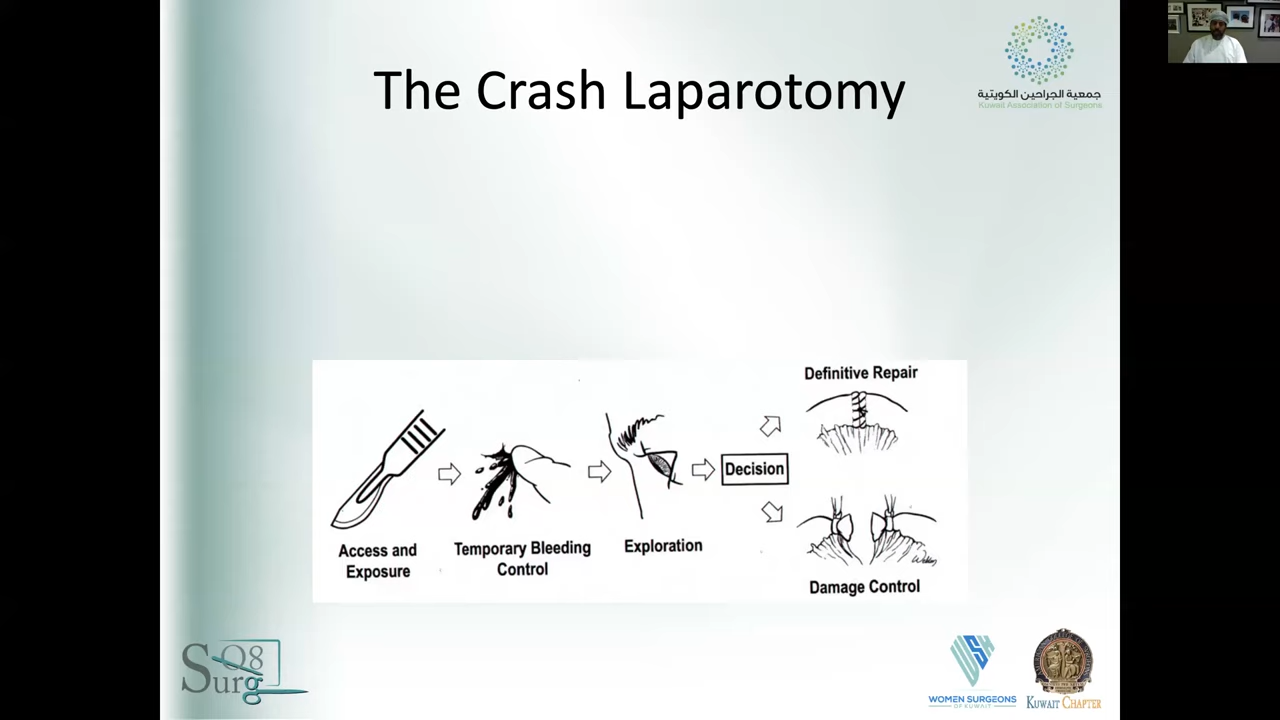 The Crash Laparotomy
جمعية الجراحين الكويتية
Kuwait Association of Surgeons
Access and
Exposure
Temporary Bleeding
Control
Exploration
Decision
Definitive Repair
Damage Control
Q8
Surg
WOMEN SURGEONS
OF KUWAIT
KUWAIT CHAPTER